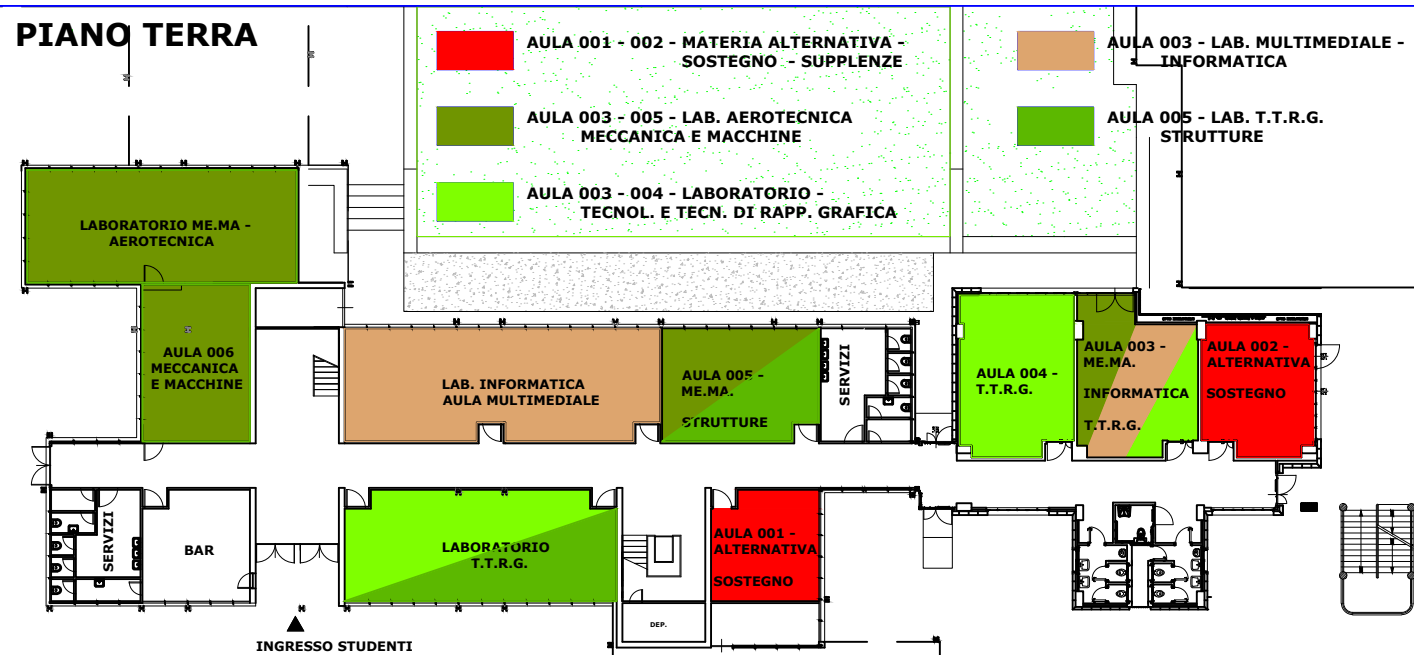 PIANO TERRA
AULA 001 - 002 - MATERIA ALTERNATIVA -
SOSTEGNO - SUPPLENZE
AULA 003 - LAB. MULTIMEDIALE -
INFORMATICA
AULA 003 - 005 - LAB. AEROTECNICA
MECCANICA E MACCHINE
AULA 005 - LAB. T.T.R.G.
STRUTTURE
AULA 003 - 004 - LABORATORIO -
TECNOL. E TECN. DI RAPP. GRAFICA
LABORATORIO ME.MA -
AEROTECNICA
AULA 006
MECCANICA
E MACCHINE
LAB. INFORMATICA
AULA MULTIMEDIALE
AULA 005 -
ME.MA.
STRUTTURE
SERVIZI
AULA 004 -
T.T.R.G.
AULA 003 -
ME.MA.
INFORMATICA
T.T.R.G.
AULA 002 -
ALTERNATIVA
SOSTEGNO
SERVIZI
BAR
LABORATORIO
T.T.R.G.
AULA 001 -
ALTERNATIVA
SOSTEGNO
DEP.
INGRESSO STUDENTI